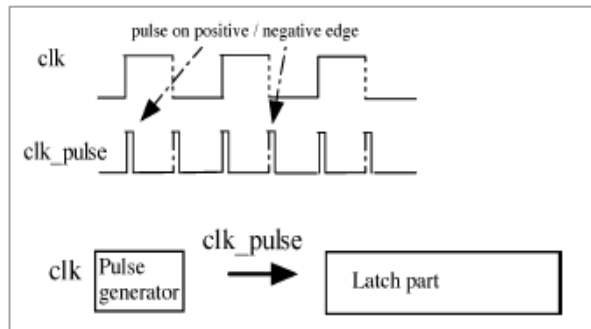 pulse on positive / negative edge
clk
clk_pulse
clk_pulse
clk
Pulse
generator
Latch part